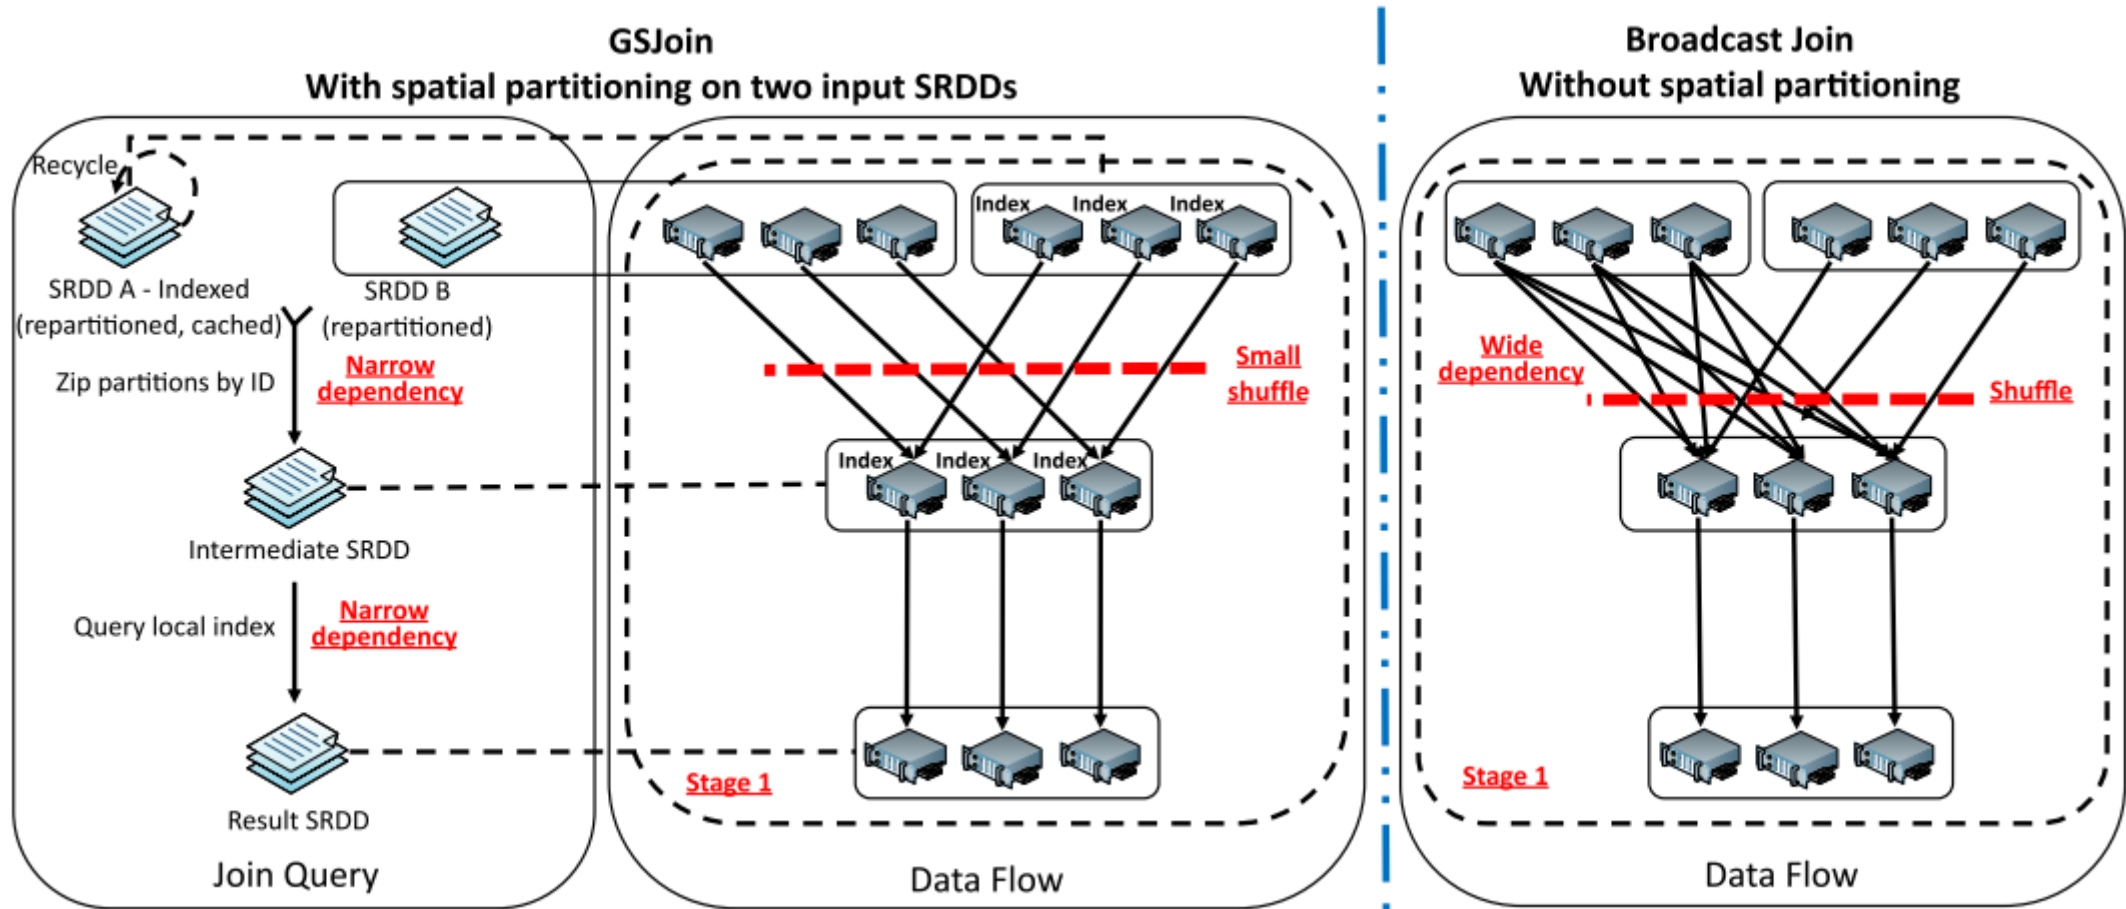 GSJoin
With spatial partitioning on two input SRDDs
Recycle
SRDD A - Indexed
(repartitioned, cached)
SRDD B
(repartitioned)
Zip partitions by ID
Narrow
dependency
Intermediate SRDD
Query local index
Narrow
dependency
Result SRDD
Join Query
Index Index Index
Small
shuffle
Index Index Index
Stage 1
Data Flow
Broadcast Join
Without spatial partitioning
Wide
dependency
Shuffle
Stage 1
Data Flow